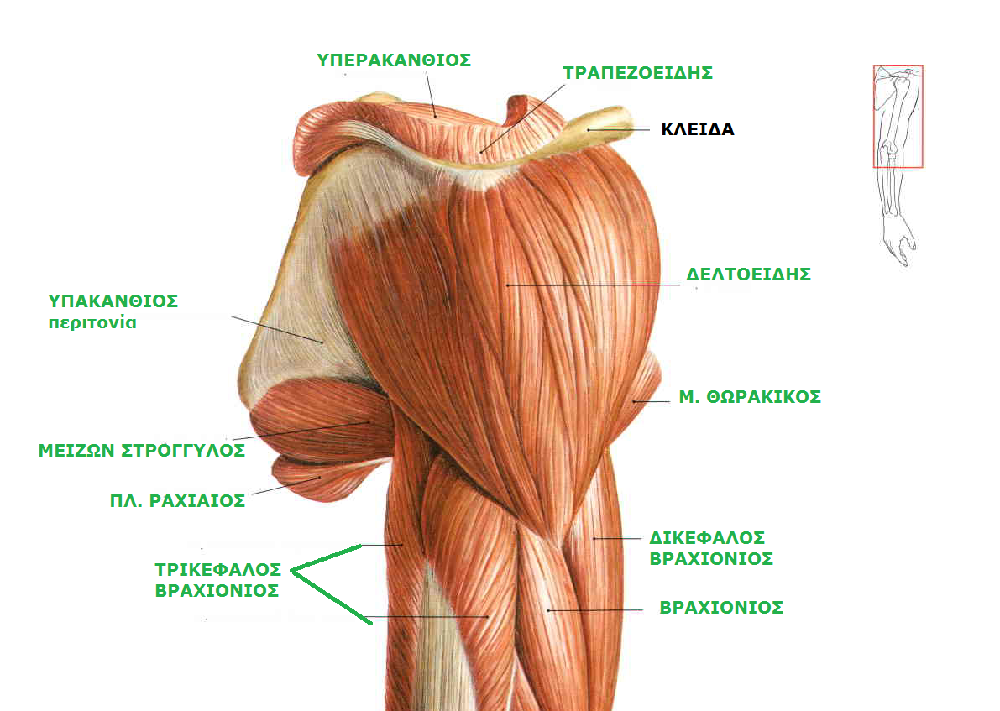 ΥΠΕΡΑΚΑΝΘΙΟΣ
ΤΡΑΠΕΖΟΕΙΔΗΣ
ΚΛΕΙΔΑ
ΔΕΛΤΟΕΙΔΗΣ
ΥΠΑΚΑΝΘΙΟΣ
περιτονία
Μ. ΘΩΡΑΚΙΚΟΣ
ΜΕΙΖΩΝ ΣΤΡΟΓΓΥΛΟΣ
ΠΛ. ΡΑΧΙΑΙΟΣ
ΔΙΚΕΦΑΛΟΣ
ΒΡΑΧΙΟΝΙΟΣ
ΤΡΙΚΕΦΑΛΟΣ
ΒΡΑΧΙΟΝΙΟΣ
ΒΡΑΧΙΟΝΙΟΣ